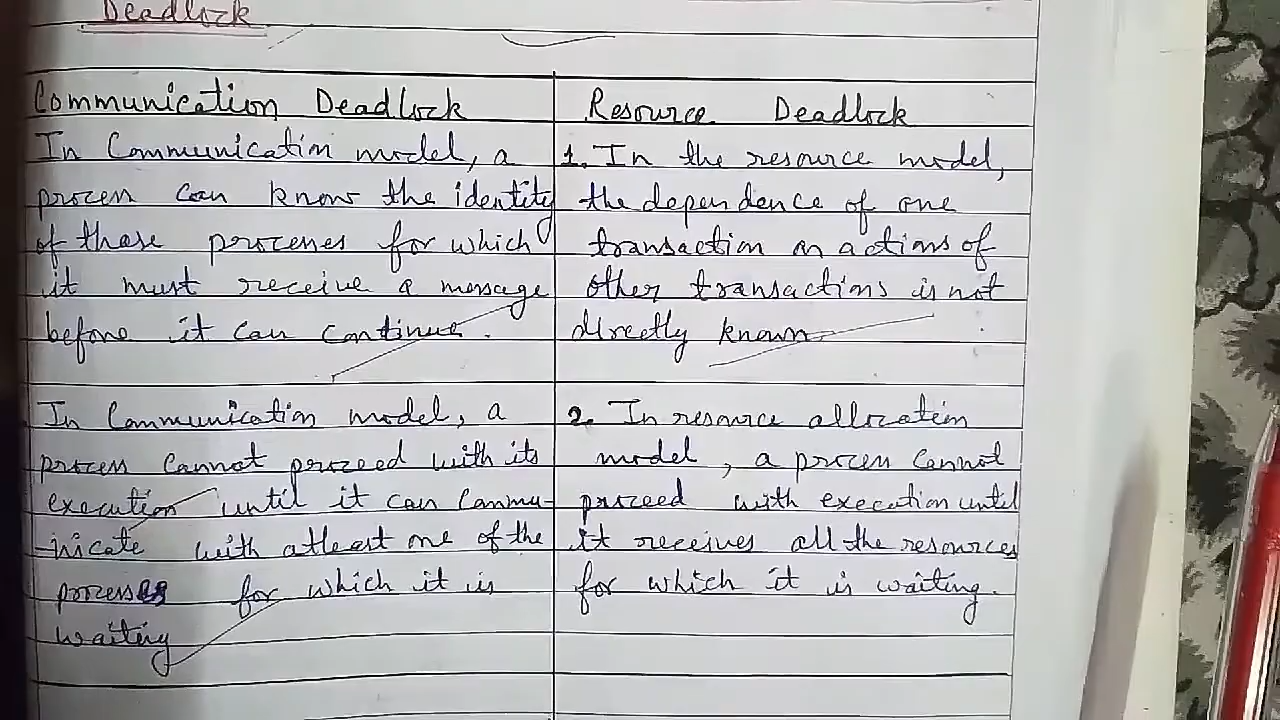 Deadlock
Communication Deadlock
In Communication model, a
process can know the identity
of those processes for which
it must receive a message
before it can continue.
In Communication model, a
process cannot proceed with its
execution until it can Commu-
-nicate with atleast one of the
process for which it is
waiting
Resource Deadlock
1. In the resource model,
the dependence of one
transaction on actions of
other transactions is not
directly known
2. In resource allocation
model, a process cannot
proceed with execution until
it receives all the resources
for which it is waiting.